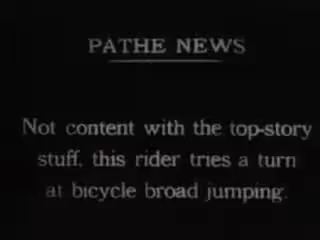 PATHE NEWS
Not content with the top-story
stuff, this rider tries a turn
at bicycle broad jumping.